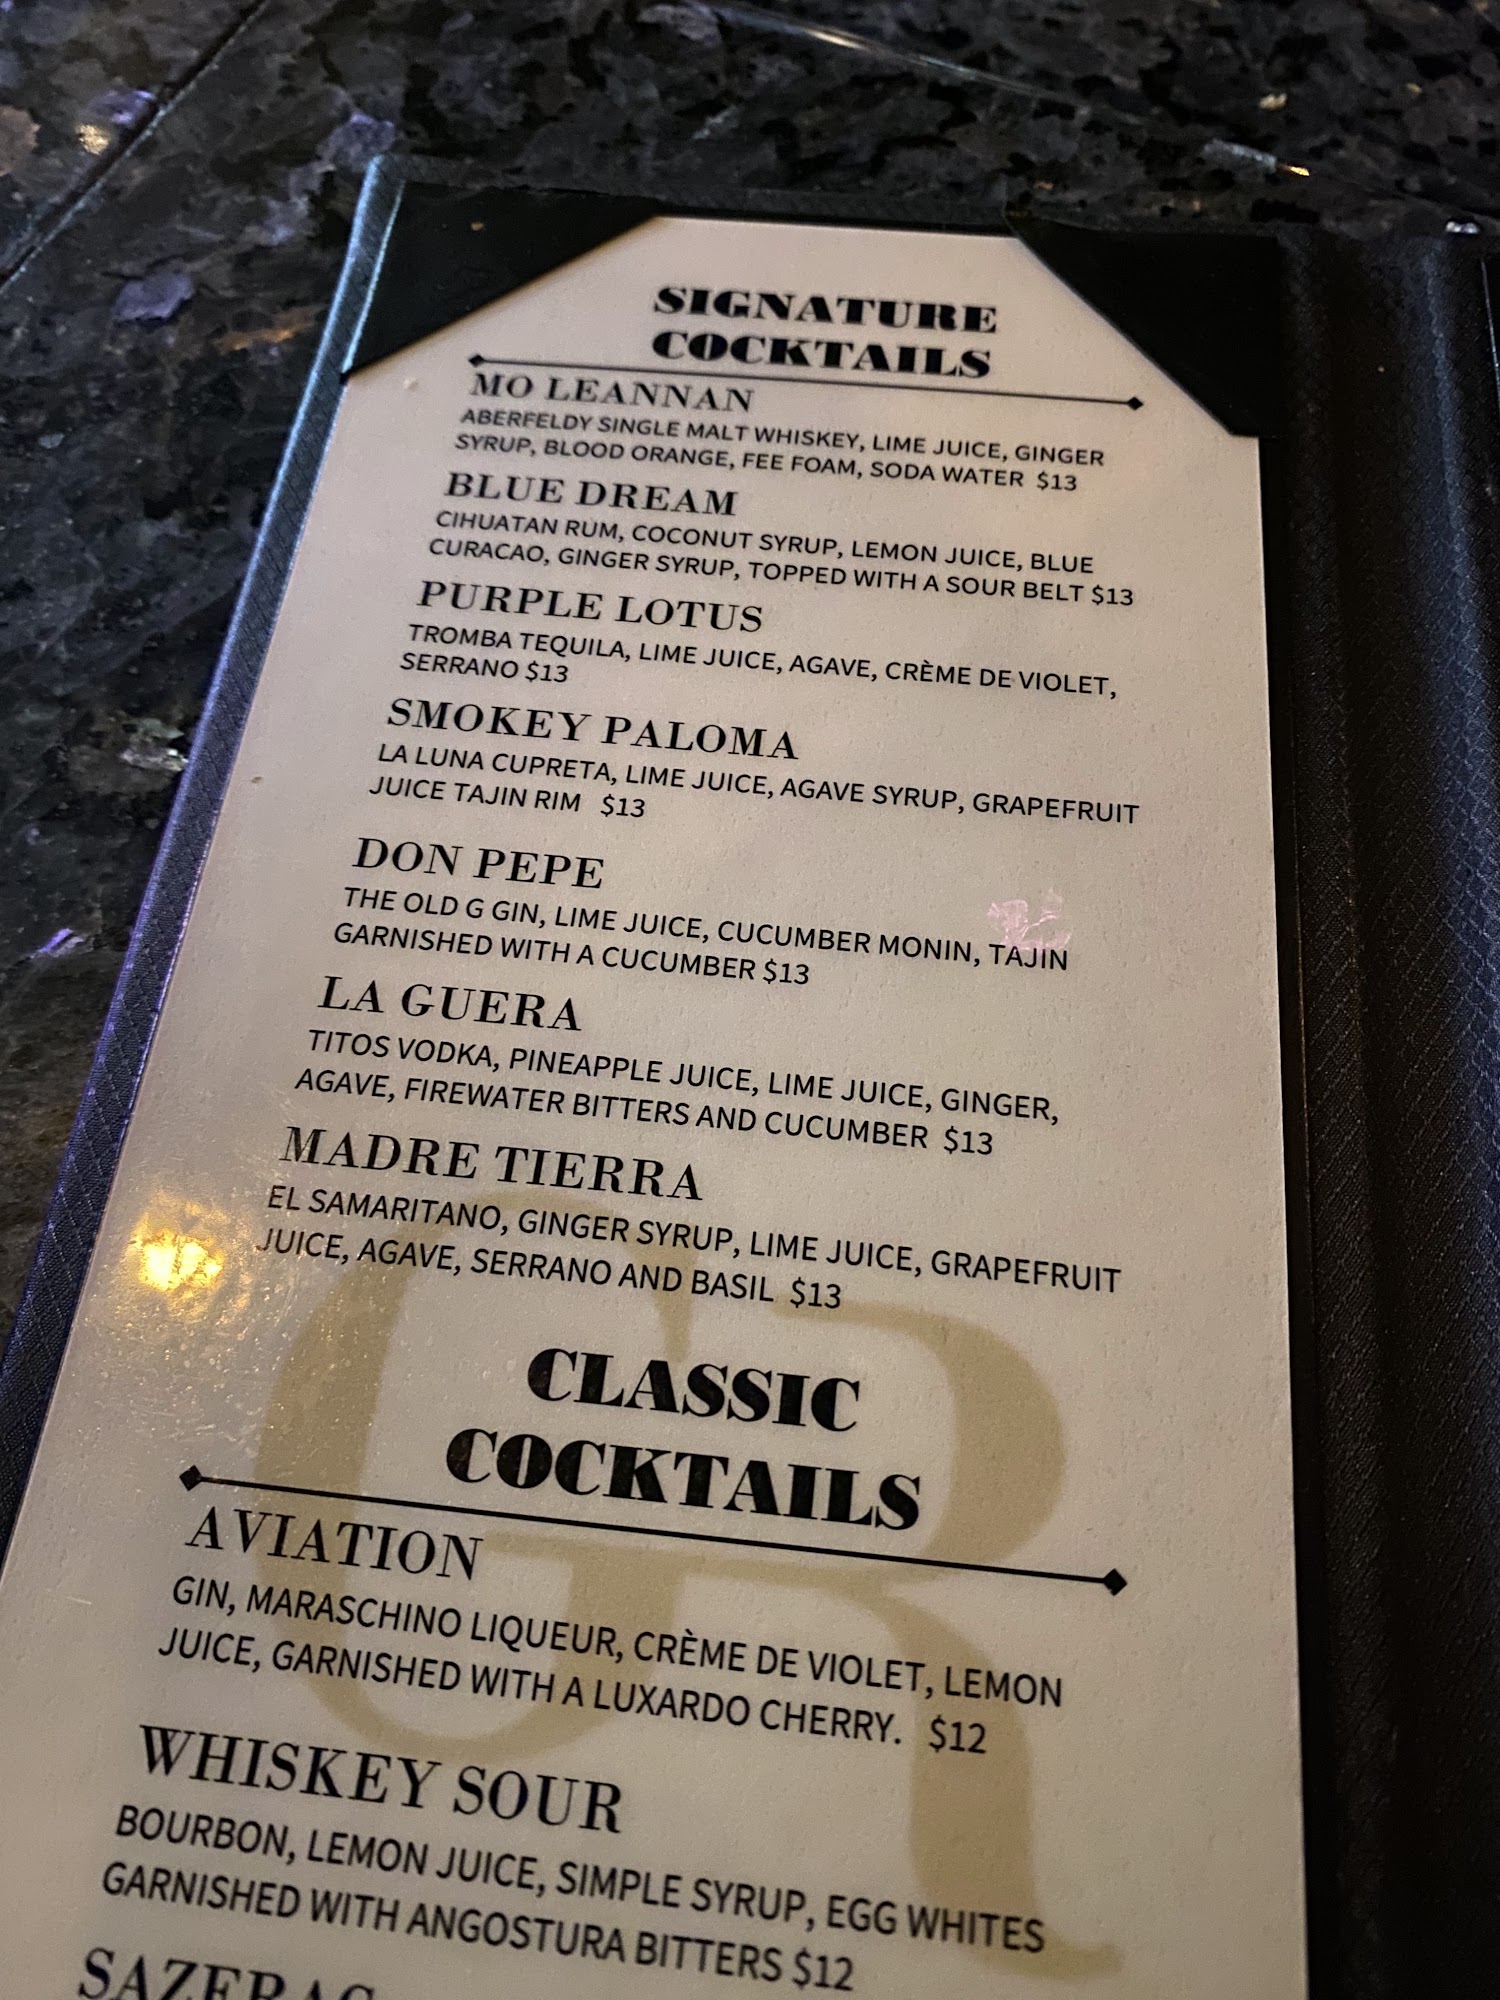 SIGNATURE
COCKTAILS
MO LEANNAN
ABERFELDY SINGLE MALT WHISKEY, LIME JUICE, GINGER
SYRUP, BLOOD ORANGE, FEE FOAM, SODA WATER $13
BLUE DREAM
CIHUATAN RUM, COCONUT SYRUP, LEMON JUICE, BLUE
CURACAO, GINGER SYRUP, TOPPED WITH A SOUR BELT $13
PURPLE LOTUS
TROMBA TEQUILA, LIME JUICE, AGAVE, CRÈME DE VIOLET,
SERRANO $13
SMOKEY PALOMA
LA LUNA CUPRETA, LIME JUICE, AGAVE SYRUP, GRAPEFRUIT
JUICE TAJIN RIM $13
DON PEPE
THE OLD G GIN, LIME JUICE, CUCUMBER MONIN, TAJIN
GARNISHED WITH A CUCUMBER $13
LA GUERA
TITOS VODKA, PINEAPPLE JUICE, LIME JUICE, GINGER,
AGAVE, FIREWATER BITTERS AND CUCUMBER $13
MADRE TIERRA
EL SAMARITANO, GINGER SYRUP, LIME JUICE, GRAPEFRUIT
JUICE, AGAVE, SERRANO AND BASIL $13
CLASSIC
COCKTAILS
AVIATION
GIN, MARASCHINO LIQUEUR, CRÈME DE VIOLET, LEMON
JUICE, GARNISHED WITH A LUXARDO CHERRY. $12
WHISKEY SOUR
BOURBON, LEMON JUICE, SIMPLE SYRUP, EGG WHITES
GARNISHED WITH ANGOSTURA BITTERS $12
SAZERAC